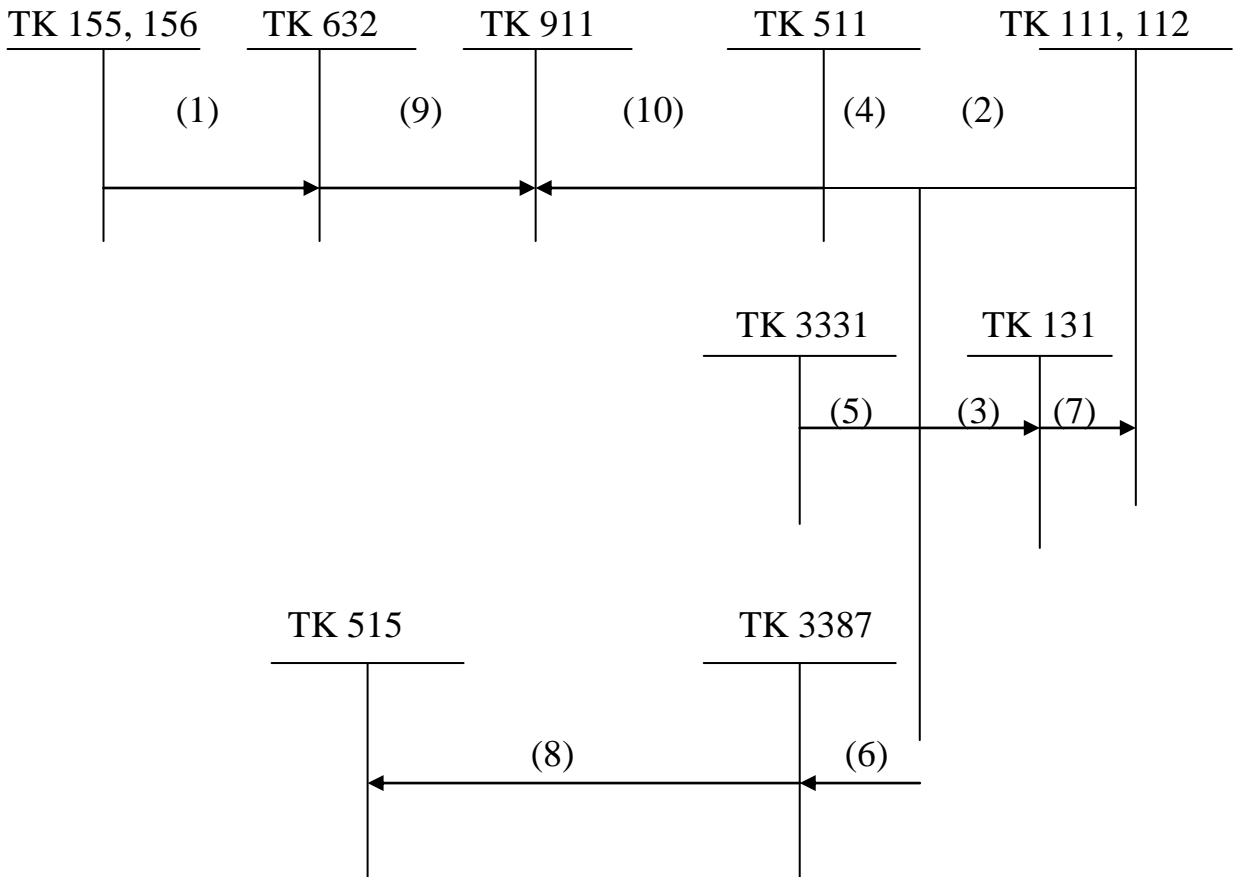 TK 155, 156 TK 632 TK 911 TK 511 TK 111, 112
(1) (9) (10) (4) (2)
TK 3331 TK 131
(5) (3) (7)
TK 515 TK 3387
(8) (6)